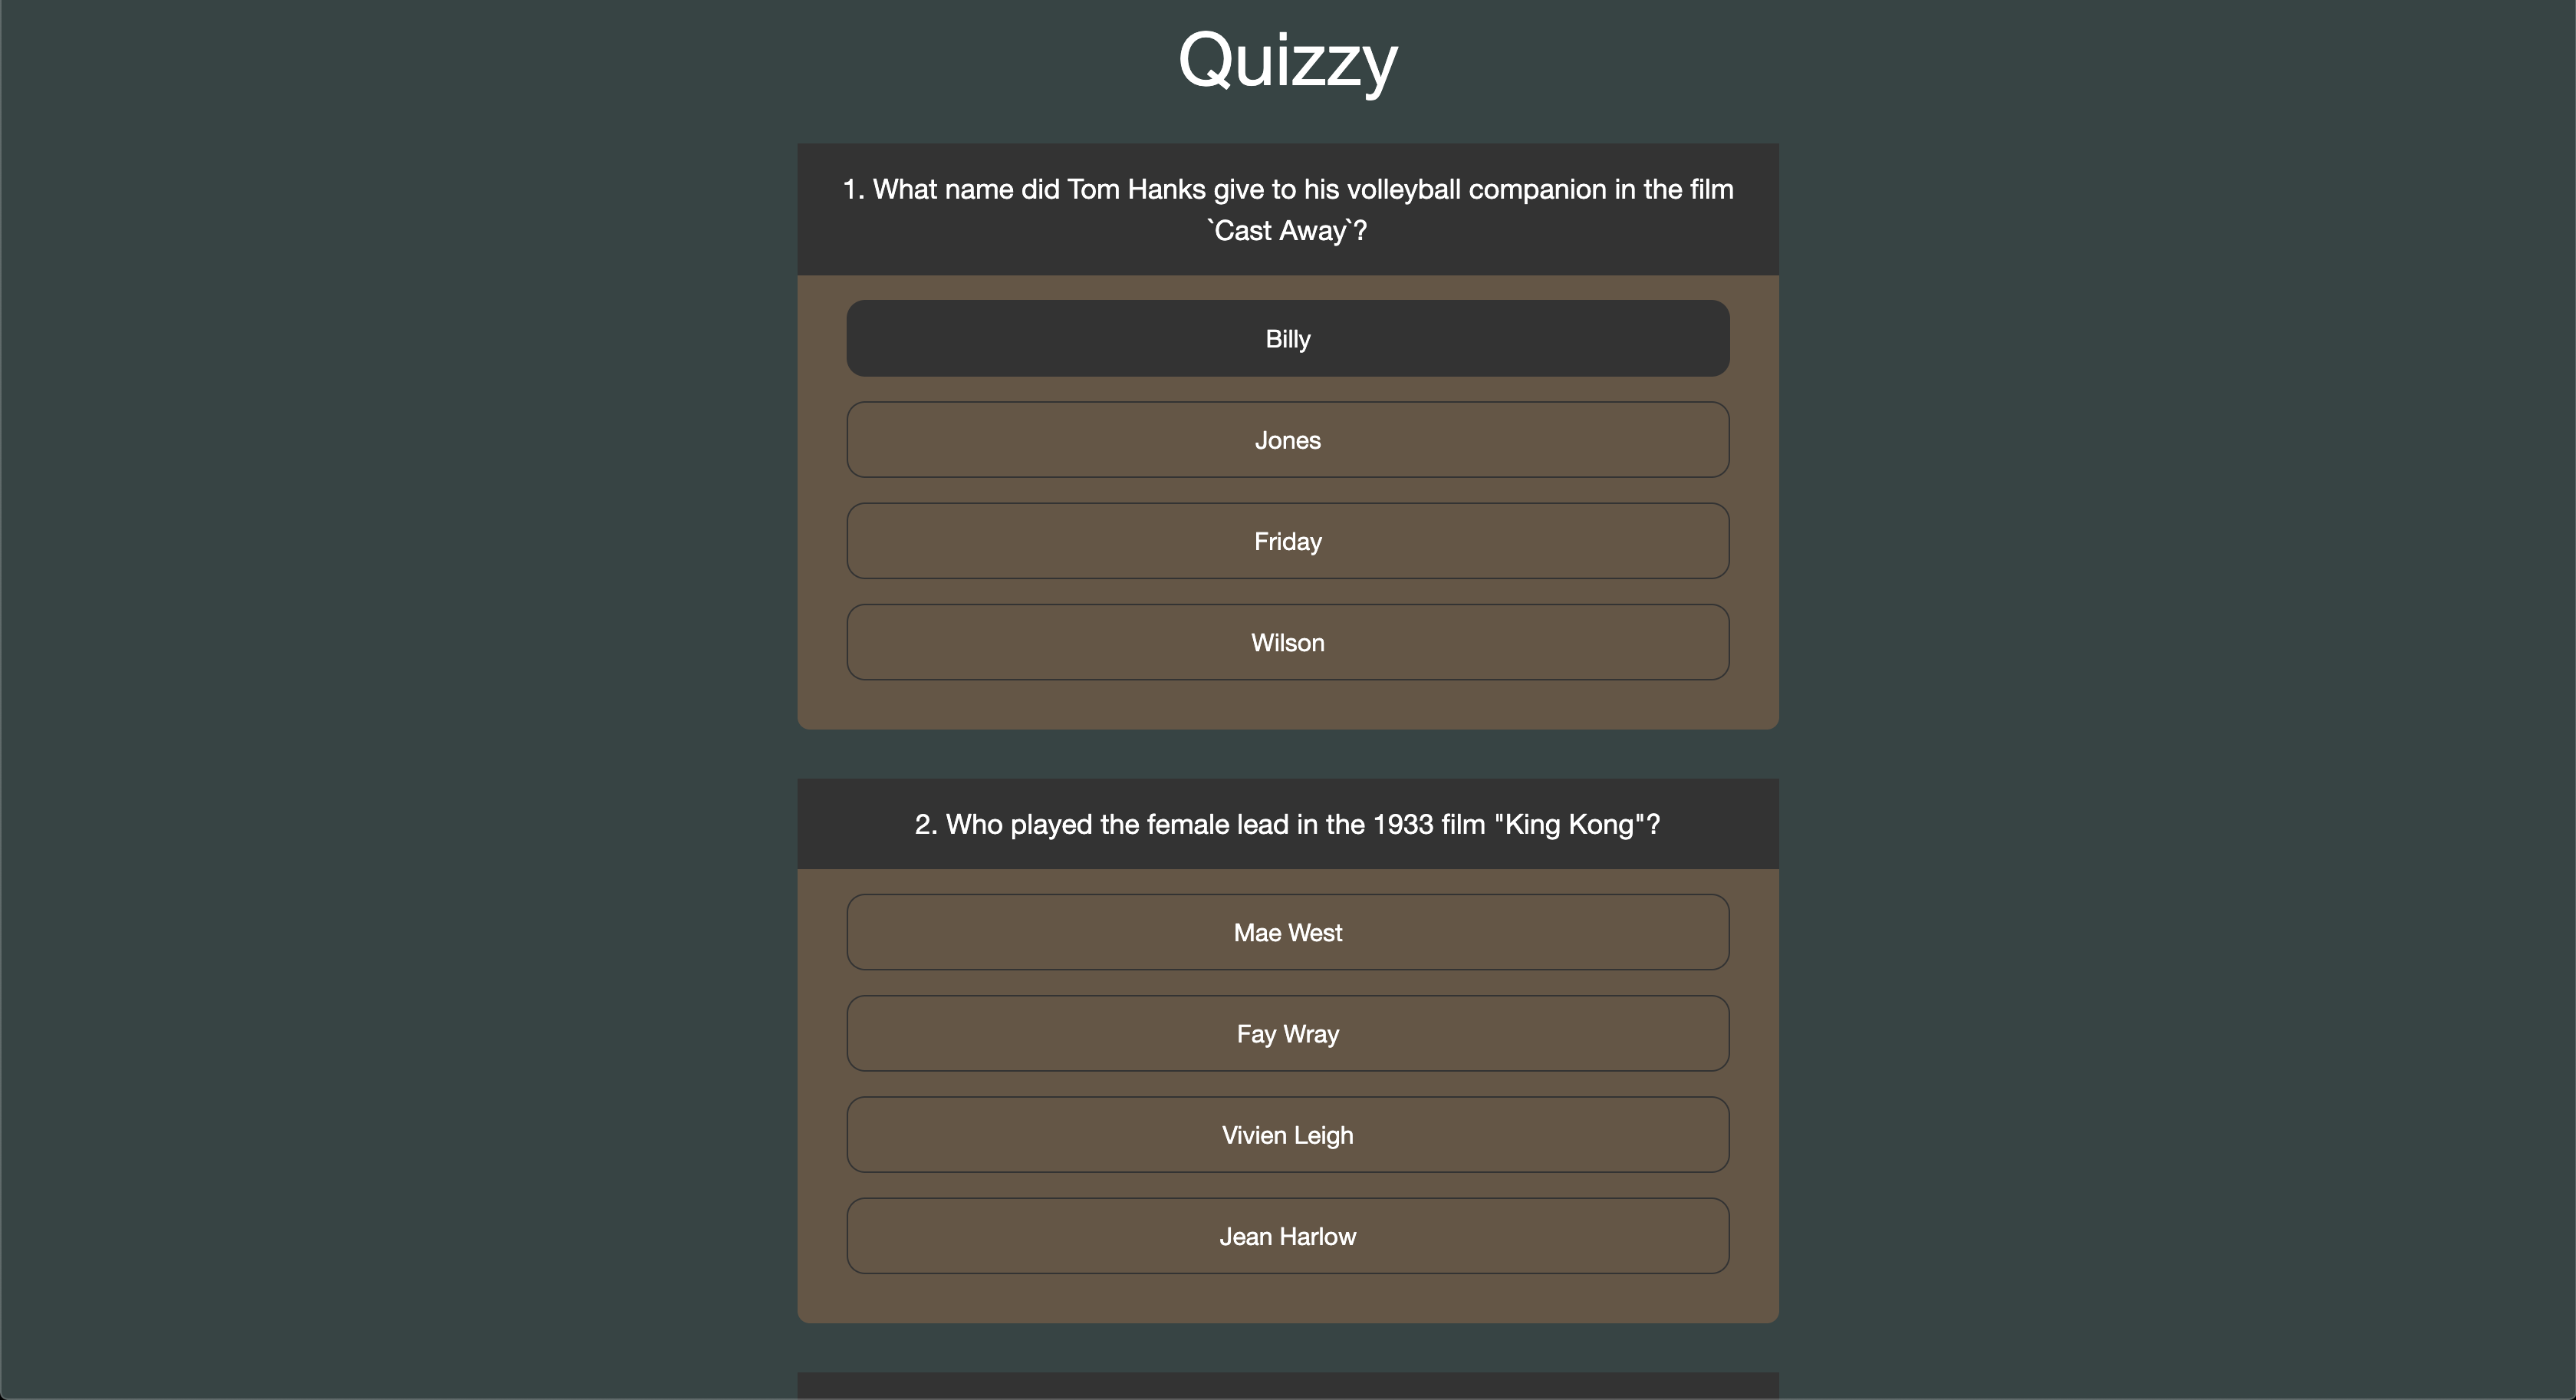 Quizzy
1. What name did Tom Hanks give to his volleyball companion in the film
`Cast Away`?
Billy
Jones
Friday
Wilson
2. Who played the female lead in the 1933 film "King Kong"?
Mae West
Fay Wray
Vivien Leigh
Jean Harlow